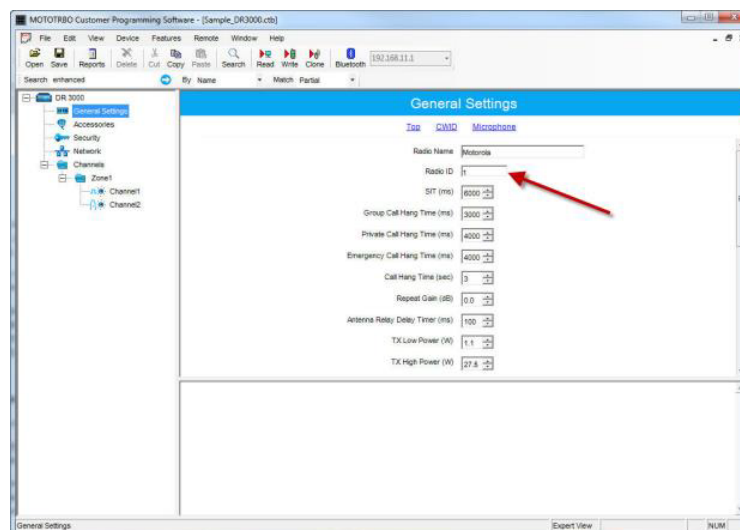 MOTOTRBO Customer Programming Software - [Sample_DR3000.ctb]
File Edit View Device Features Remote Window Help
Open Save Reports Delete Cut Copy Paste Search Read Write Clone Bluetooth 192.168.11.1
Search enhanced By Name Match Partial
DR 3000
General Settings
Accessories
Security
Network
Channels
Zone1
Channel1
Channel2
General Settings
Top CWID Microphone
Radio Name Motorola
Radio ID 1
SIT (ms) 6000
Group Call Hang Time (ms) 3000
Private Call Hang Time (ms) 4000
Emergency Call Hang Time (ms) 4000
Call Hang Time (sec) 3
Repeat Gain (dB) 0.0
Antenna Relay Delay Timer (ms) 100
TX Low Power (W) 1.1
TX High Power (W) 27.8
General Settings Expert View NUM